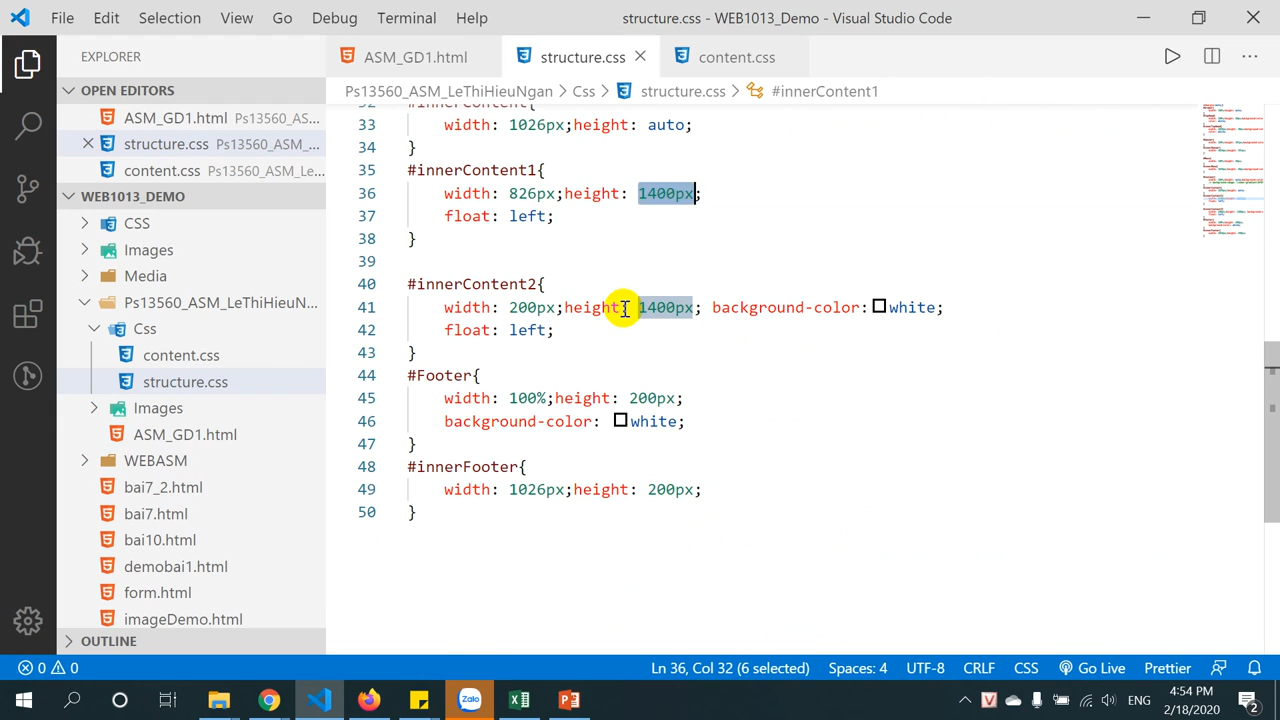 File Edit Selection View Go Debug Terminal Help
structure.css - WEB1013_Demo - Visual Studio Code
EXPLORER
OPEN EDITORS
ASM_GD1.html Ps13560_AS...
structure.css Ps13560_ASM_...
content.css Ps13560_ASM_Le...
WEB1013_DEMO
CSS
Images
Media
Ps13560_ASM_LeThiHieuN...
Css
content.css
structure.css
Images
ASM_GD1.html
WEBASM
bai7_2.html
bai7.html
bai10.html
demobai1.html
form.html
imageDemo.html
OUTLINE
ASM_GD1.html
structure.css
content.css
Ps13560_ASM_LeThiHieuNgan > Css > structure.css > #innerContent1
32 #innerContent{
33 width: 1026px;height: auto;
34 }
35 #innerContent1{
36 width: 826px;height: 1400px;
37 float: left;
38 }
39
40 #innerContent2{
41 width: 200px;height: 1400px; background-color: white;
42 float: left;
43 }
44 #Footer{
45 width: 100%;height: 200px;
46 background-color: white;
47 }
48 #innerFooter{
49 width: 1026px;height: 200px;
50 }
0 0
Ln 36, Col 32 (6 selected) Spaces: 4 UTF-8 CRLF CSS Go Live Prettier
ENG
4:54 PM
2/18/2020
2
Zalo